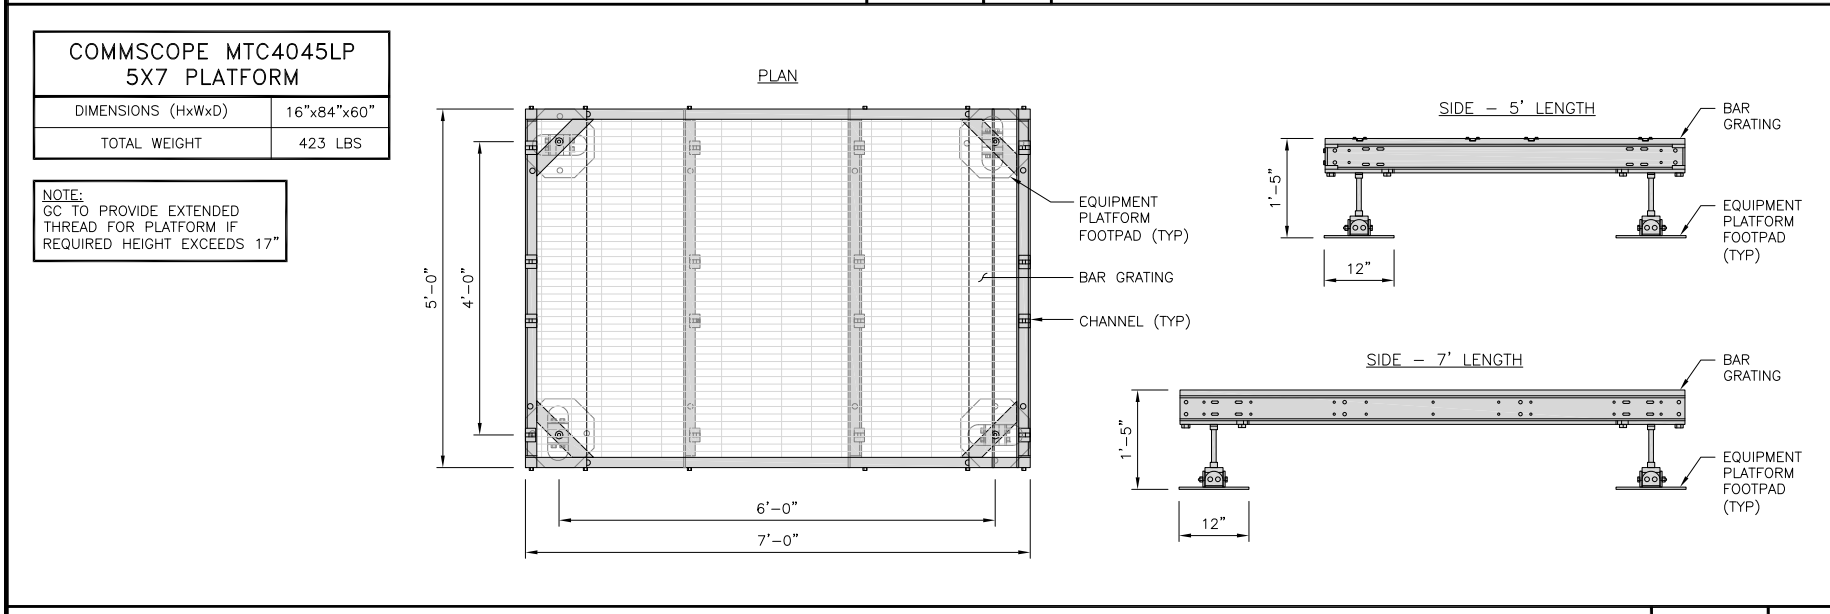 COMMSCOPE MTC4045LP
5X7 PLATFORM
DIMENSIONS (HxWxD) 16"x84"x60"
TOTAL WEIGHT 423 LBS
NOTE:
GC TO PROVIDE EXTENDED
THREAD FOR PLATFORM IF
REQUIRED HEIGHT EXCEEDS 17"
PLAN
5'-0"
4'-0"
6'-0"
7'-0"
EQUIPMENT
PLATFORM
FOOTPAD (TYP)
BAR GRATING
CHANNEL (TYP)
SIDE - 5' LENGTH
BAR
GRATING
1'-5"
EQUIPMENT
PLATFORM
FOOTPAD
(TYP)
12"
SIDE - 7' LENGTH
BAR
GRATING
1'-5"
EQUIPMENT
PLATFORM
FOOTPAD
(TYP)
12"